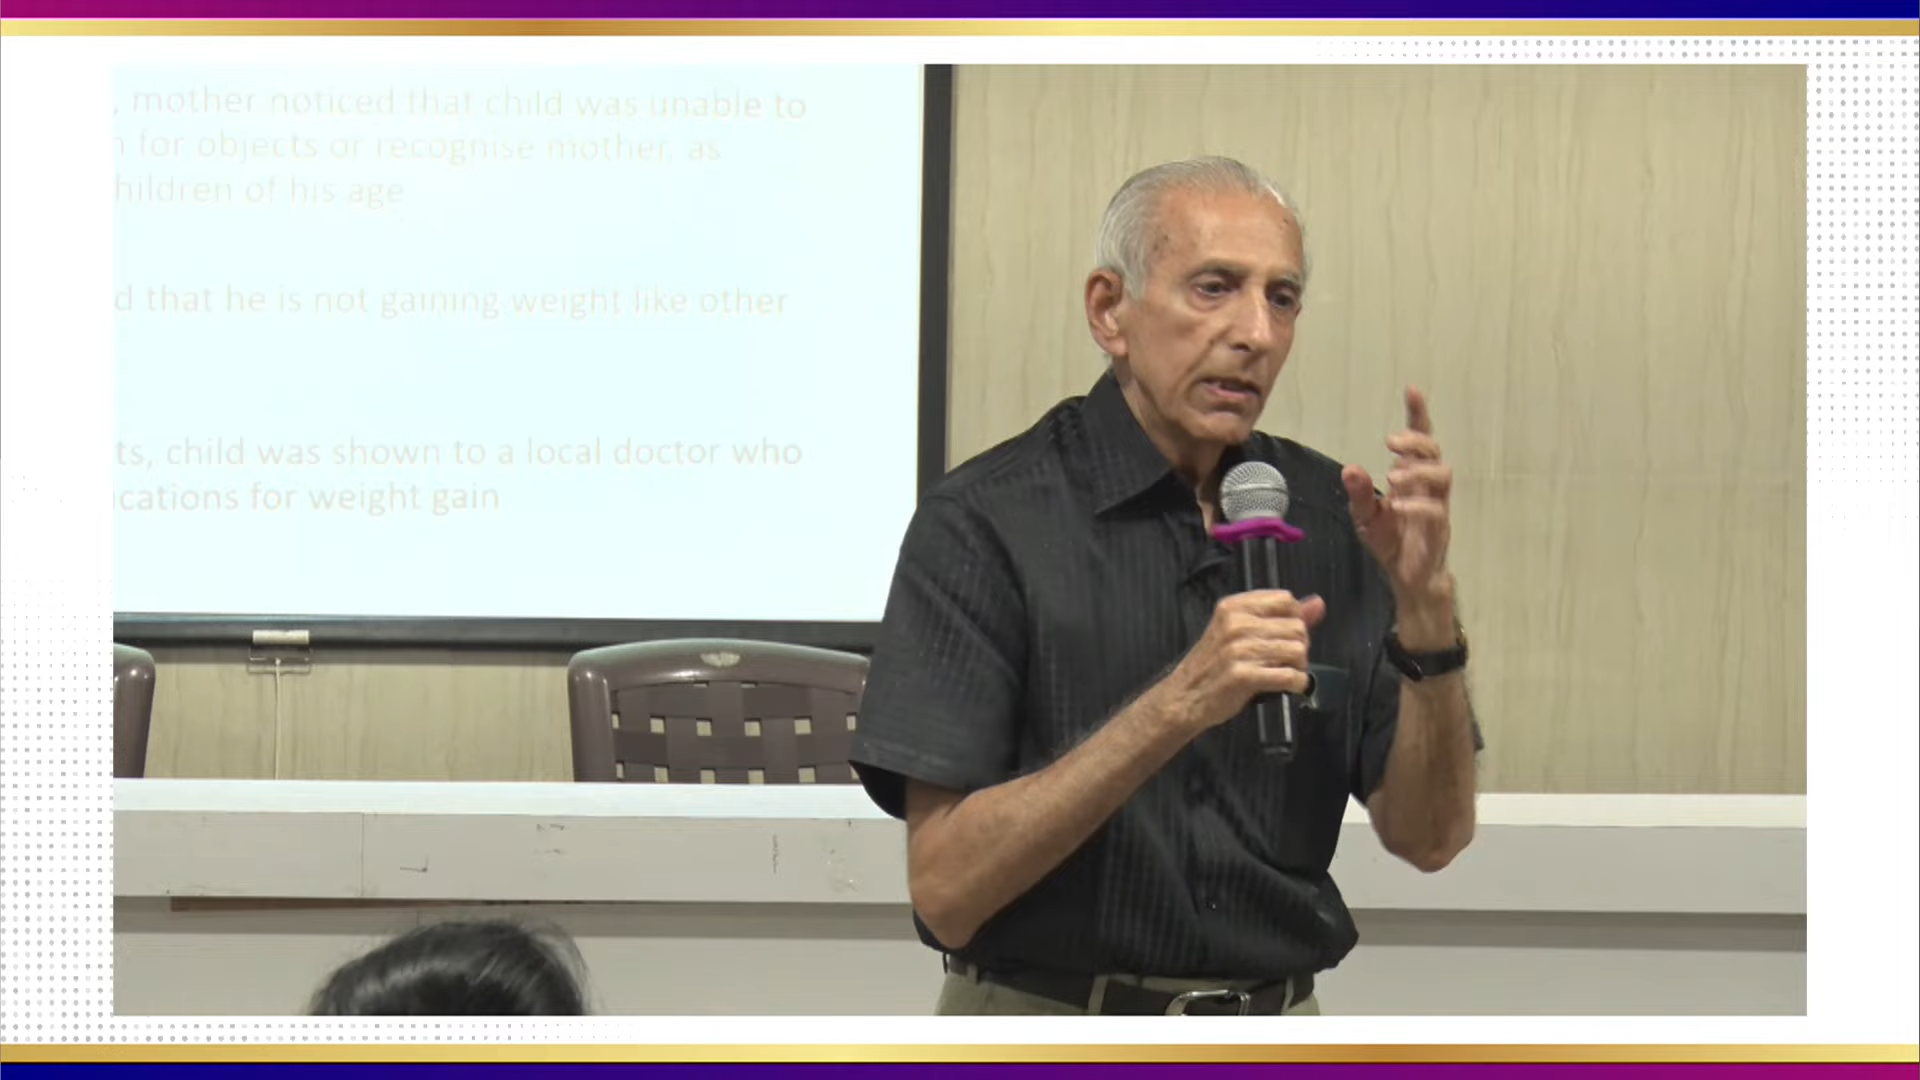 , mother noticed that child was unable to
for objects or recognise mother, as
hildren of his age
d that he is not gaining weight like other
ts, child was shown to a local doctor who
ications for weight gain